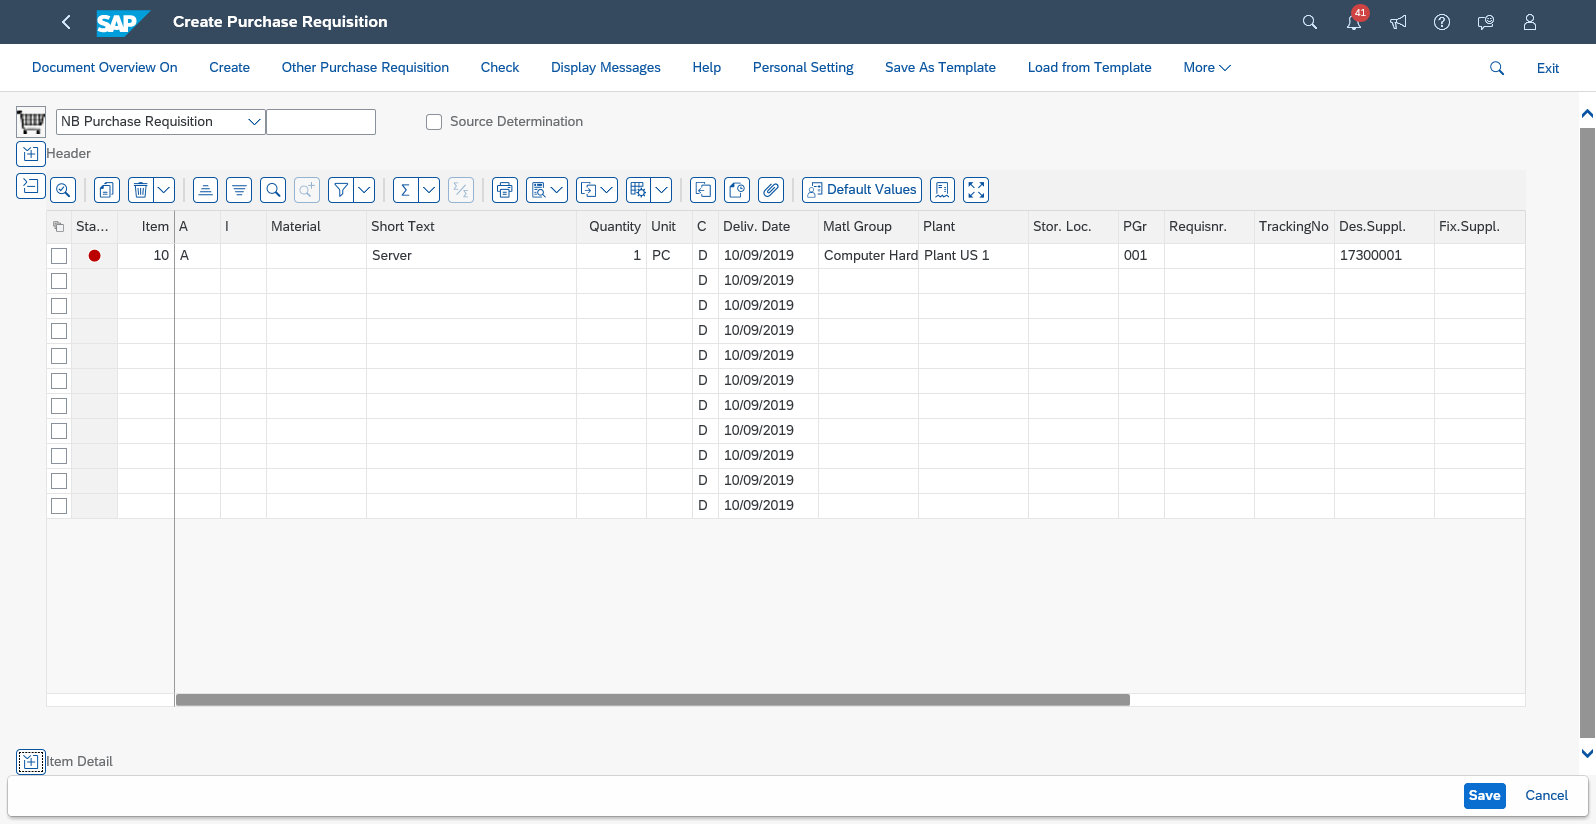 SAP Create Purchase Requisition 41
Document Overview On Create Other Purchase Requisition Check Display Messages Help Personal Setting Save As Template Load from Template More Exit
NB Purchase Requisition Source Determination
Header
Default Values
Sta... Item A I Material Short Text Quantity Unit C Deliv. Date Matl Group Plant Stor. Loc. PGr Requisnr. TrackingNo Des.Suppl. Fix.Suppl.
10 A Server 1 PC D 10/09/2019 Computer Hard Plant US 1 001 17300001
D 10/09/2019
D 10/09/2019
D 10/09/2019
D 10/09/2019
D 10/09/2019
D 10/09/2019
D 10/09/2019
D 10/09/2019
D 10/09/2019
D 10/09/2019
Item Detail
Save Cancel